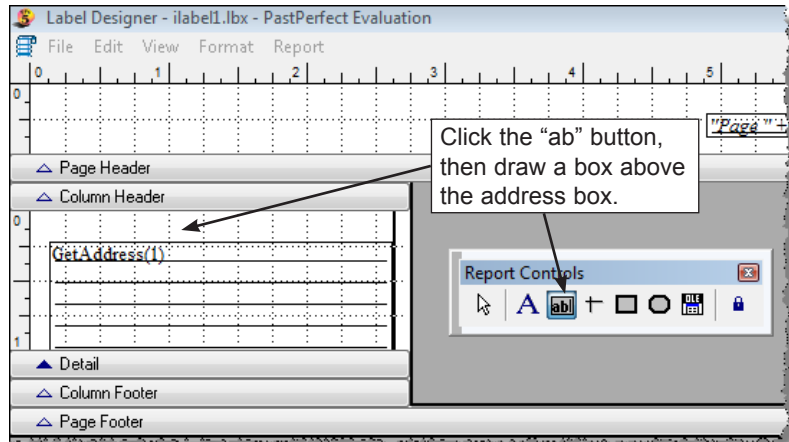 Label Designer - ilabel1.lbx - PastPerfect Evaluation
File Edit View Format Report
0 1 2 3 4 5
0
"Page "+
Click the “ab” button,
then draw a box above
the address box.
Page Header
Column Header
0
GetAddress(1)
Report Controls
A abl OLE
1
Detail
Column Footer
Page Footer